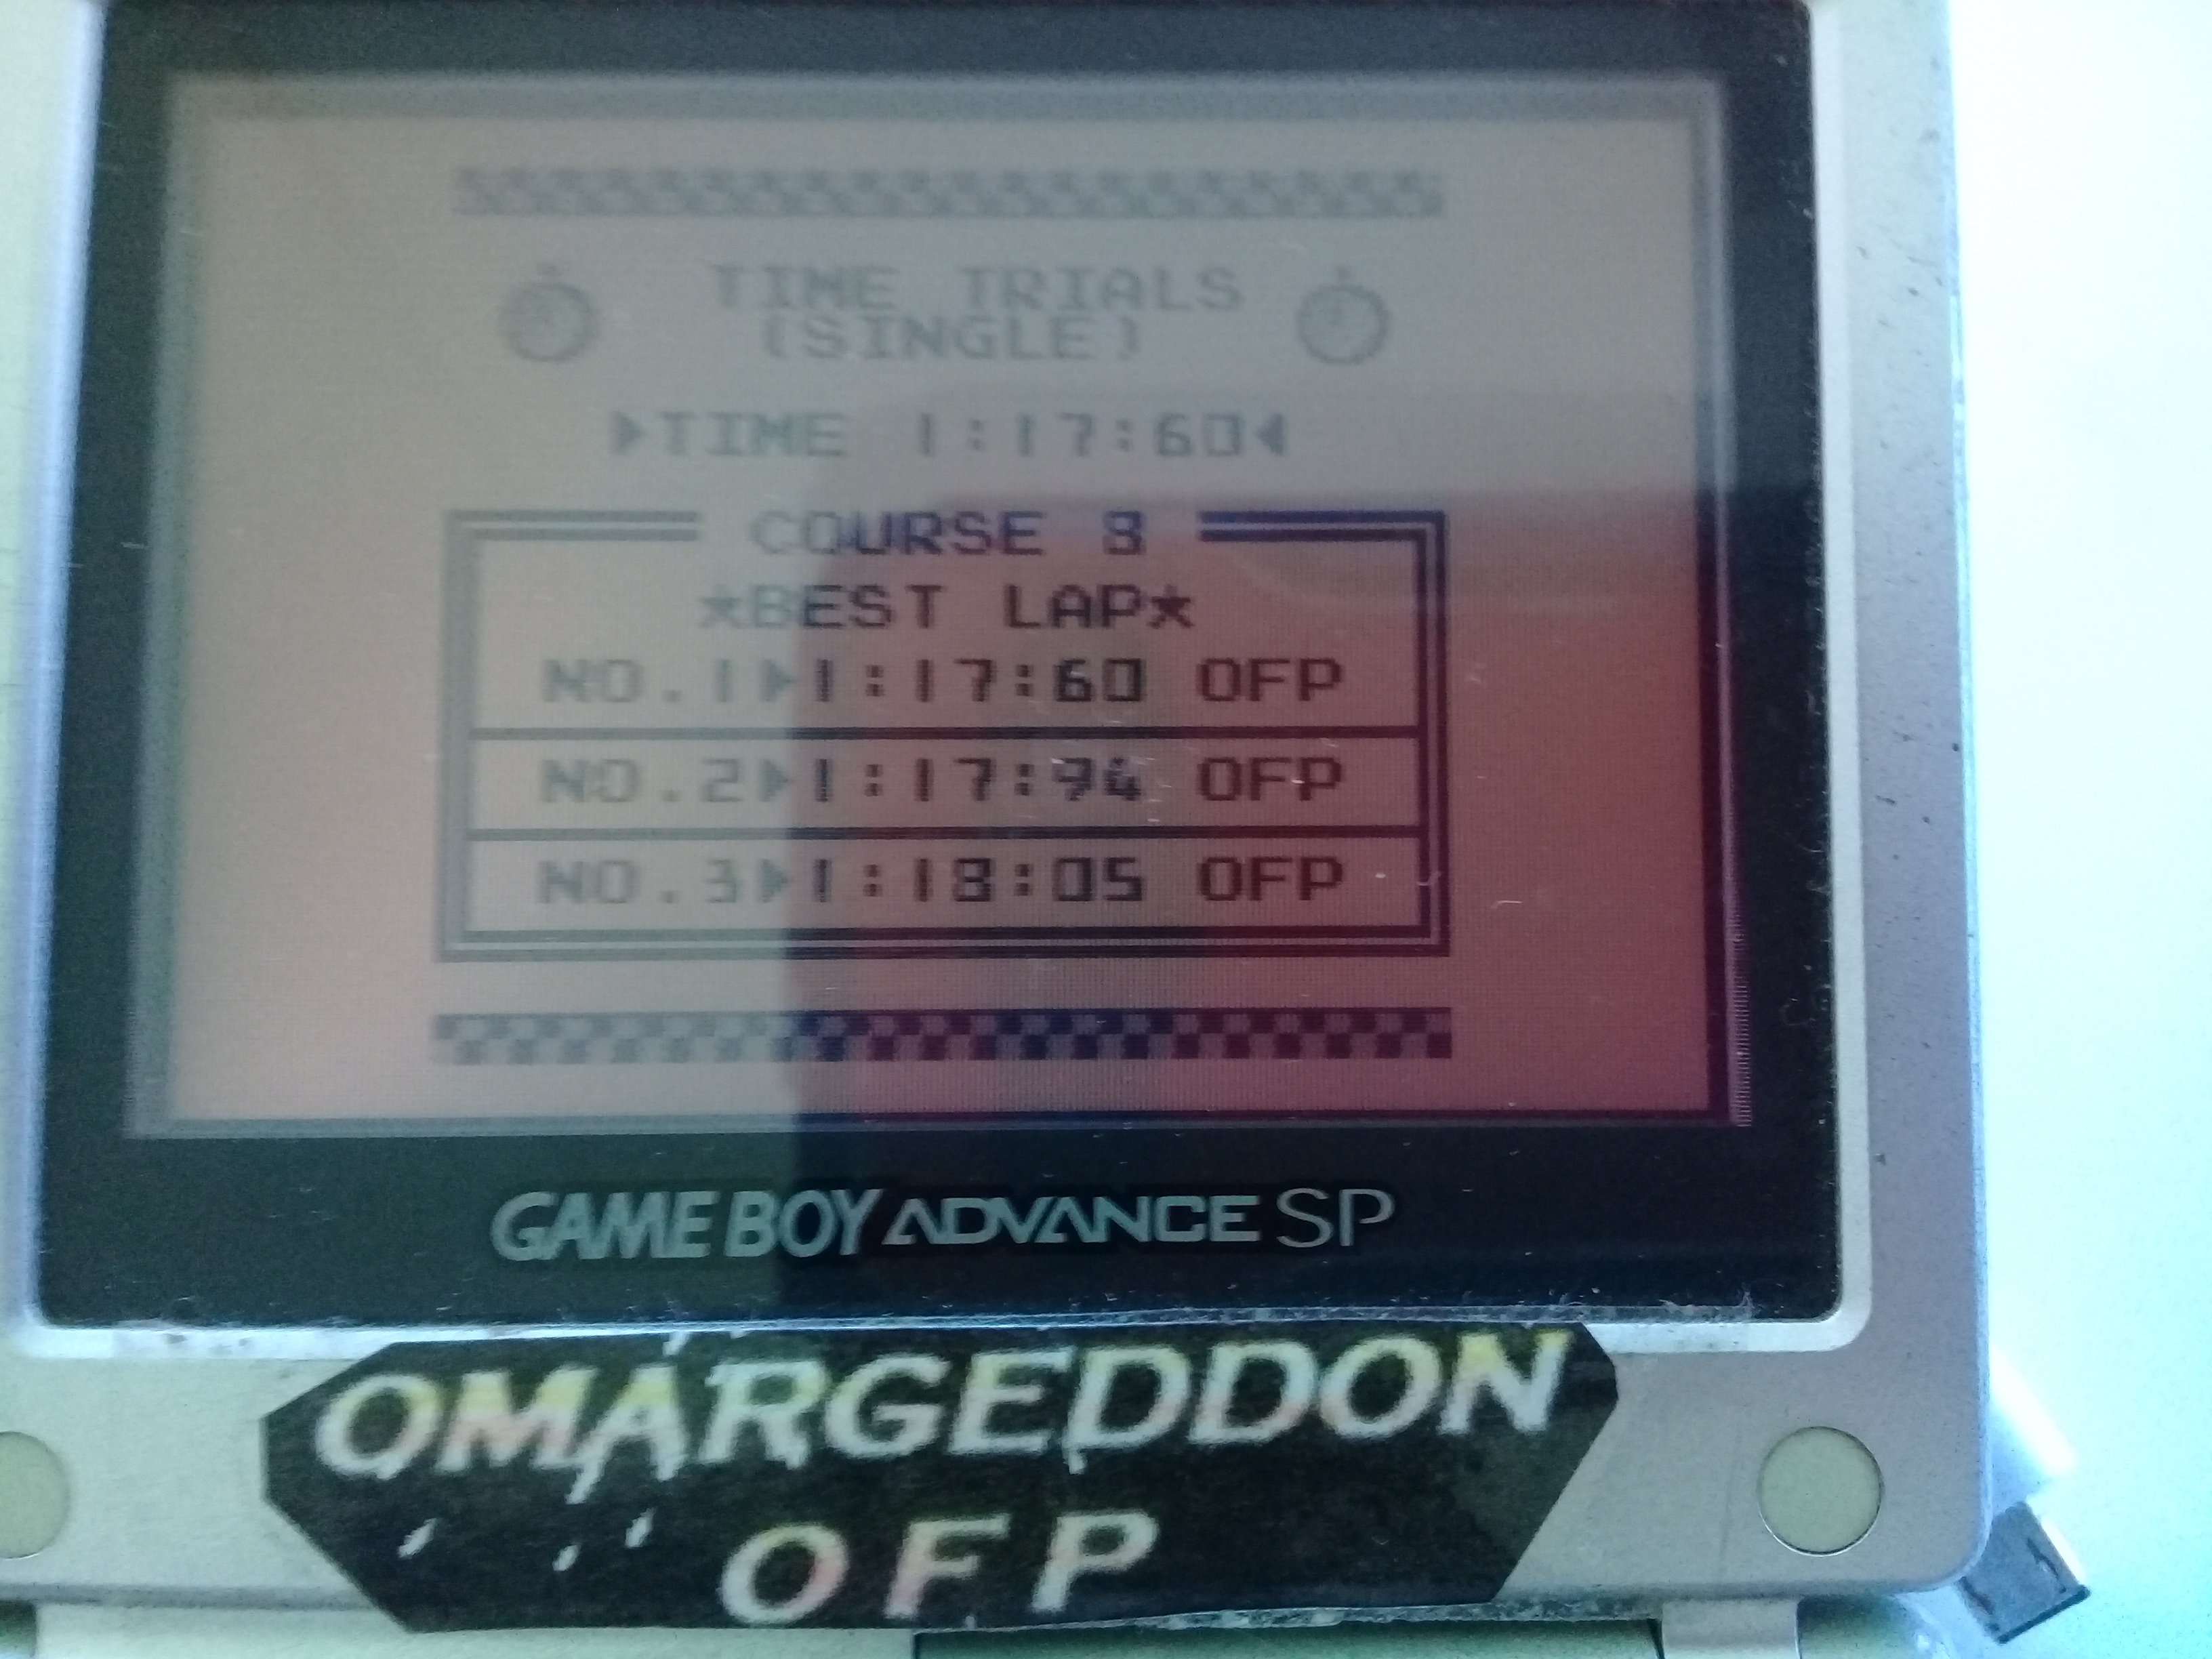 TIME TRIALS
(SINGLE)
▶TIME 1:17:60◀
COURSE 8
★BEST LAP★
NO.1▶1:17:60 OFP
NO.2▶1:17:94 OFP
NO.3▶1:18:05 OFP
GAME BOY ADVANCE SP
OMARGEDDON
OFP